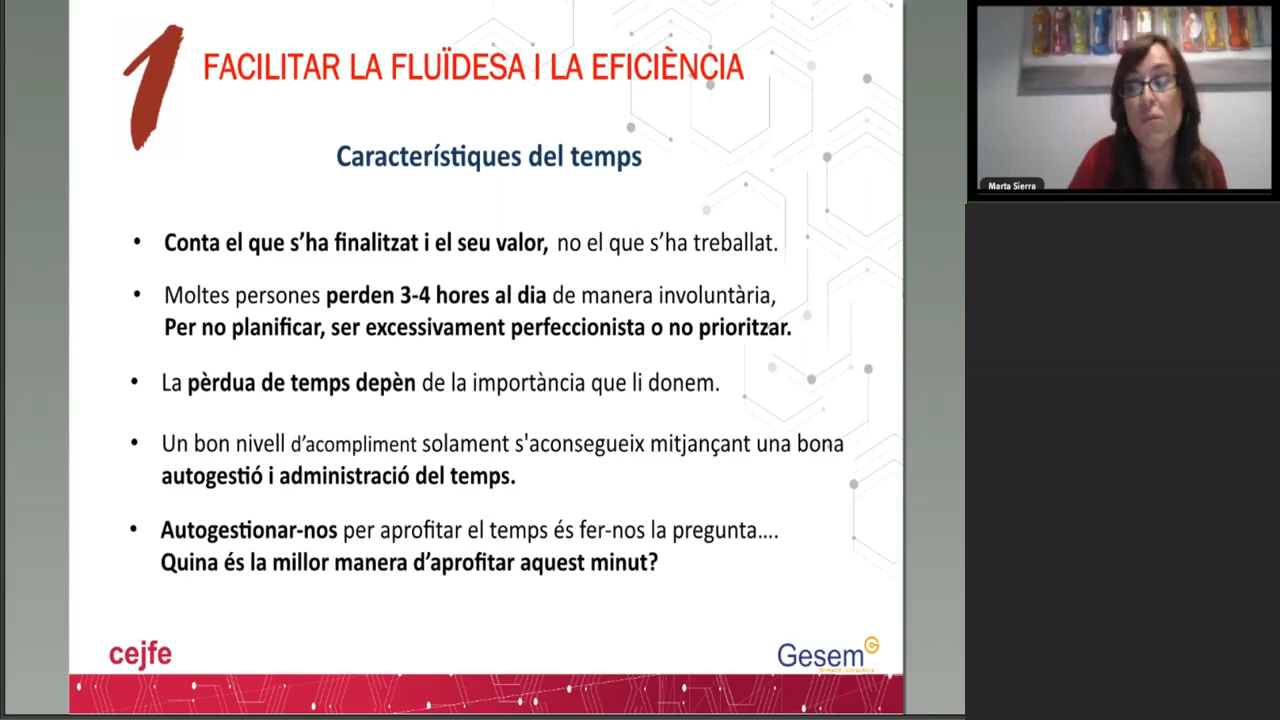 1
FACILITAR LA FLUÏDESA I LA EFICIÈNCIA
Característiques del temps
• Conta el que s’ha finalitzat i el seu valor, no el que s’ha treballat.
• Moltes persones perden 3-4 hores al dia de manera involuntària,
Per no planificar, ser excessivament perfeccionista o no prioritzar.
• La pèrdua de temps depèn de la importància que li donem.
• Un bon nivell d’acompliment solament s'aconsegueix mitjançant una bona
autogestió i administració del temps.
• Autogestionar-nos per aprofitar el temps és fer-nos la pregunta....
Quina és la millor manera d’aprofitar aquest minut?
cejfe
Gesem
Marta Sierra